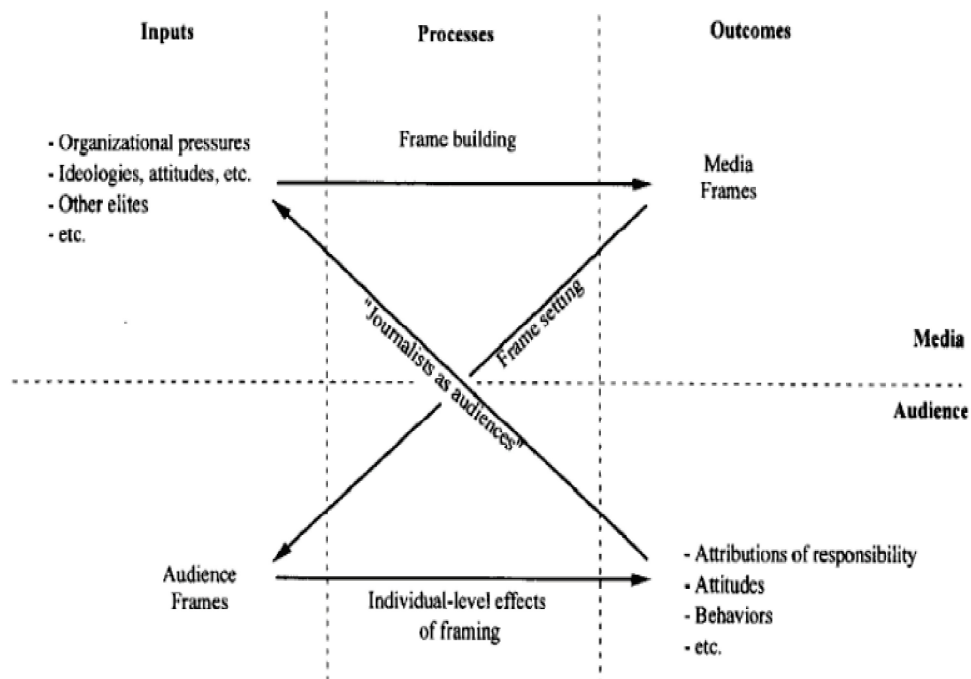 Inputs
Processes
Outcomes
- Organizational pressures
- Ideologies, attitudes, etc.
- Other elites
- etc.
Frame building
Media
Frames
"Journalists as audiences"
Frame setting
Media
Audience
Audience
Frames
Individual-level effects
of framing
- Attributions of responsibility
- Attitudes
- Behaviors
- etc.